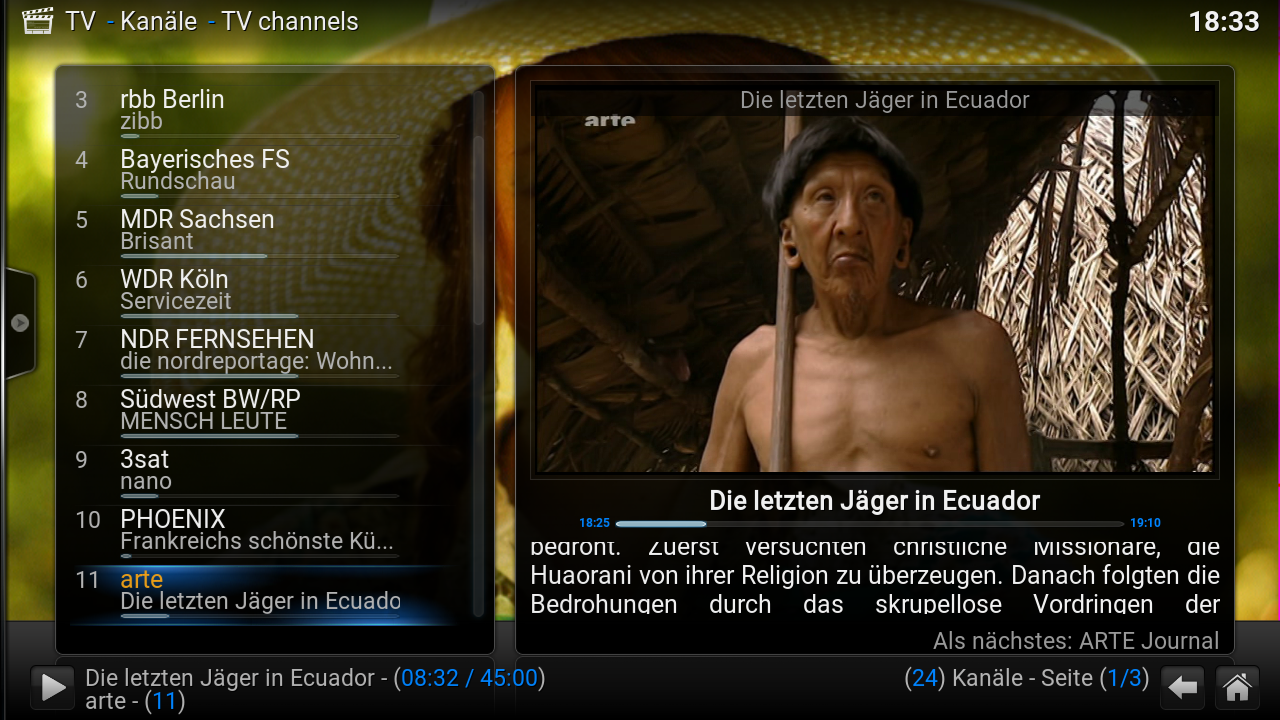 TV - Kanäle - TV channels
18:33
3 rbb Berlin
zibb
4 Bayerisches FS
Rundschau
5 MDR Sachsen
Brisant
6 WDR Köln
Servicezeit
7 NDR FERNSEHEN
die nordreportage: Wohn...
8 Südwest BW/RP
MENSCH LEUTE
9 3sat
nano
10 PHOENIX
Frankreichs schönste Kü...
11 arte
Die letzten Jäger in Ecuado
Die letzten Jäger in Ecuador
arte
Die letzten Jäger in Ecuador
18:25 19:10
bedroht. Zuerst versuchten christliche Missionare, die
Huaorani von ihrer Religion zu überzeugen. Danach folgten die
Bedrohungen durch das skrupellose Vordringen der
Als nächstes: ARTE Journal
Die letzten Jäger in Ecuador - (08:32 / 45:00)
arte - (11)
(24) Kanäle - Seite (1/3)